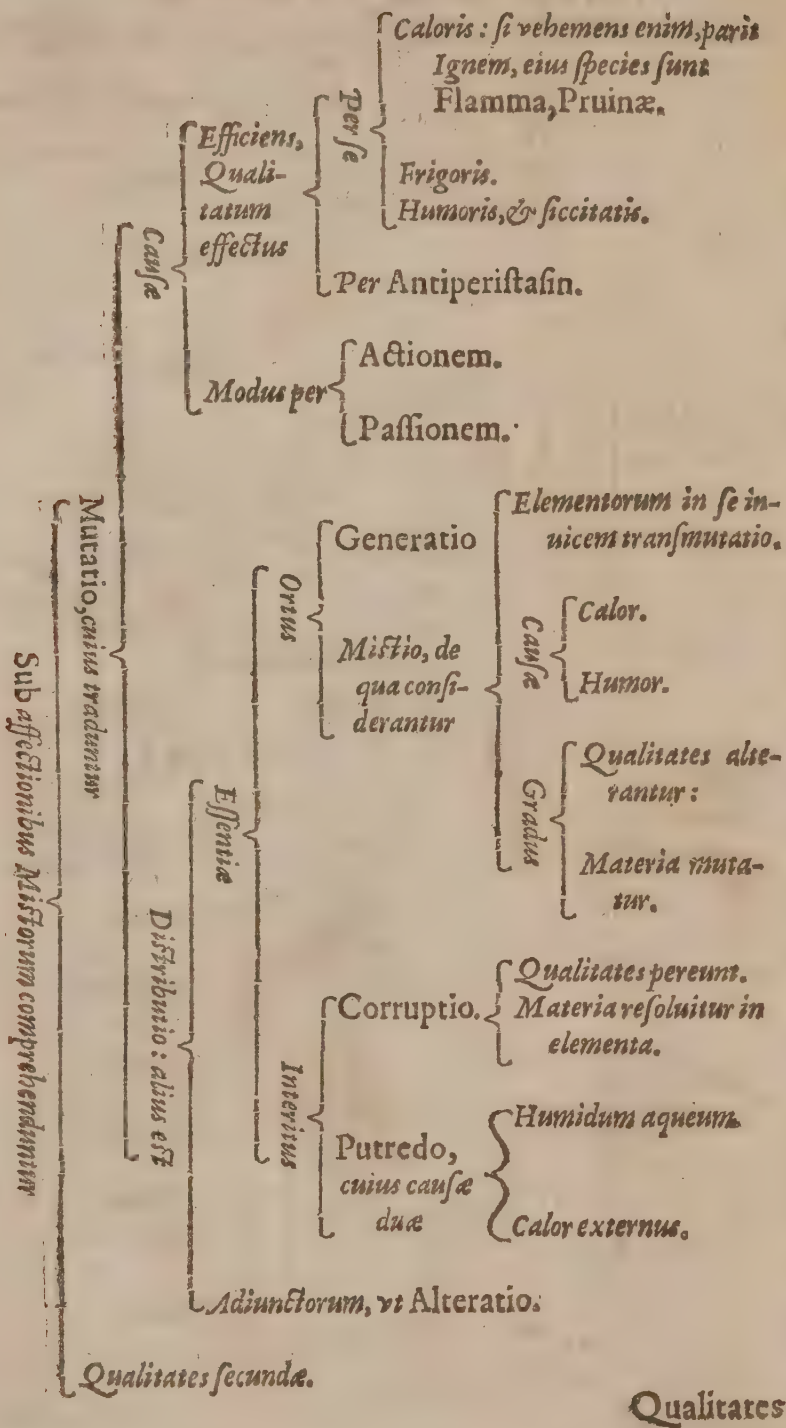 Sub affectionibus Mistorum comprehenduntur
Mutatio, cuius traduntur
Causæ
Efficiens,
Quali-
tatum
effectus
Per se
Caloris : si vehemens enim, parit
Ignem, eius species sunt
Flamma, Pruinæ.
Frigoris.
Humoris, & siccitatis.
Per Antiperistasin.
Modus per
Actionem.
Passionem.
Distributio : alius est
Essentiæ
Ortus
Generatio
Mistio, de
qua consi-
derantur
Elementorum in se in-
uicem transmutatio.
Causæ
Calor.
Humor.
Gradus
Qualitates alte-
rantur :
Materia muta-
tur.
Interitus
Corruptio.
Qualitates pereunt.
Materia resoluitur in
elementa.
Putredo,
cuius causæ
duæ
Humidum aqueum.
Calor externus.
Adiunctorum, vt Alteratio.
Qualitates secundæ.
Qualitates